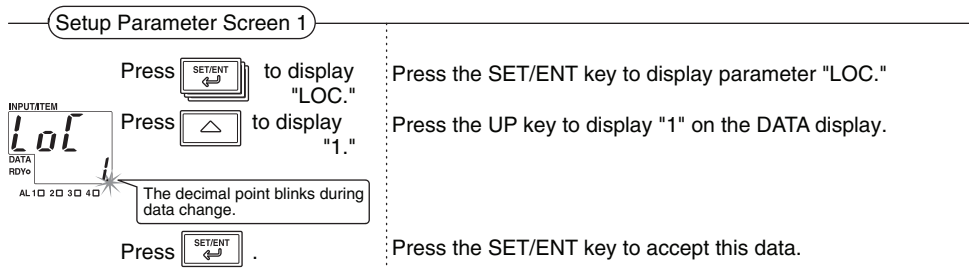 Setup Parameter Screen 1
Press SET/ENT to display
"LOC."
Press the SET/ENT key to display parameter "LOC."
INPUT/ITEM
LoC
Press to display
"1."
Press the UP key to display "1" on the DATA display.
DATA
RDY
1.
AL 1 2 3 4
The decimal point blinks during
data change.
Press SET/ENT .
Press the SET/ENT key to accept this data.